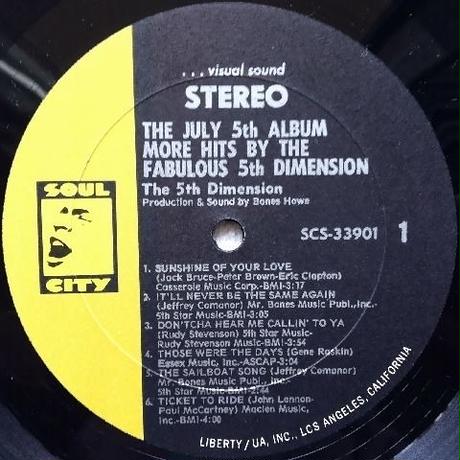 ...visual sound
STEREO
THE JULY 5th ALBUM
MORE HITS BY THE
FABULOUS 5th DIMENSION
The 5th Dimension
Production & Sound by Bones Howe
SOUL
CITY
SCS-33901 1
1. SUNSHINE OF YOUR LOVE
(Jack Bruce-Peter Brown-Eric Clapton)
Casserole Music Corp.-BMI-3:17
2. IT'LL NEVER BE THE SAME AGAIN
(Jeffrey Comanor) Mr. Bones Music Publ., Inc.-
5th Star Music-BMI-3:05
3. DON'TCHA HEAR ME CALLIN' TO YA
(Rudy Stevenson) 5th Star Music-
Rudy Stevenson Music-BMI-3:54
4. THOSE WERE THE DAYS (Gene Raskin)
Essex Music, Inc.-ASCAP-3:04
5. THE SAILBOAT SONG (Jeffrey Comanor)
Mr. Bones Music Publ., Inc.-
5th Star Music-BMI-2:44
6. TICKET TO RIDE (John Lennon-
Paul McCartney) Maclen Music,
Inc.-BMI-4:00
LIBERTY/UA, INC., LOS ANGELES, CALIFORNIA